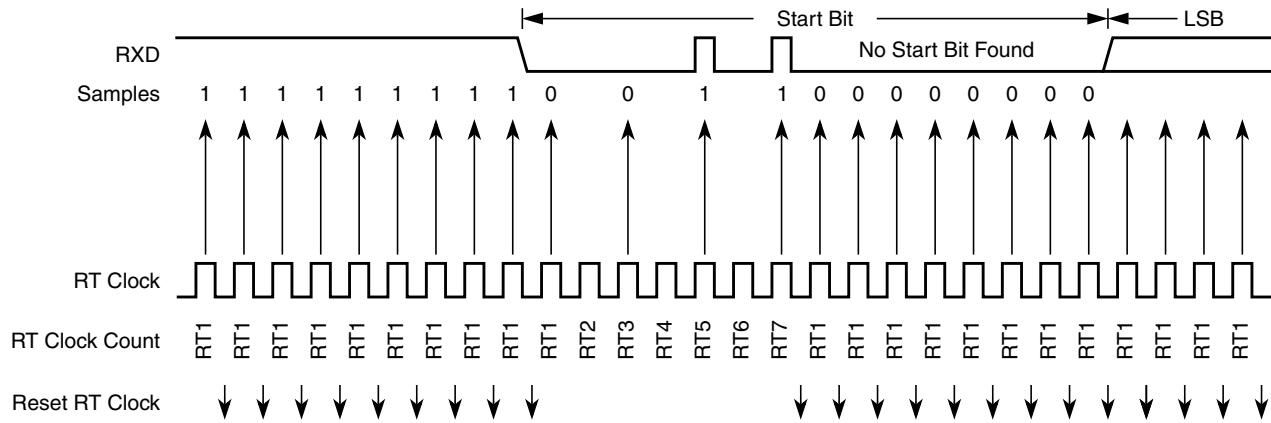 Start Bit LSB
RXD No Start Bit Found
Samples 1 1 1 1 1 1 1 1 1 0 0 1 1 0 0 0 0 0 0 0 0
RT Clock
RT Clock Count RT1 RT1 RT1 RT1 RT1 RT1 RT1 RT1 RT1 RT1 RT2 RT3 RT4 RT5 RT6 RT7 RT1 RT1 RT1 RT1 RT1 RT1 RT1 RT1 RT1 RT1 RT1 RT1
Reset RT Clock